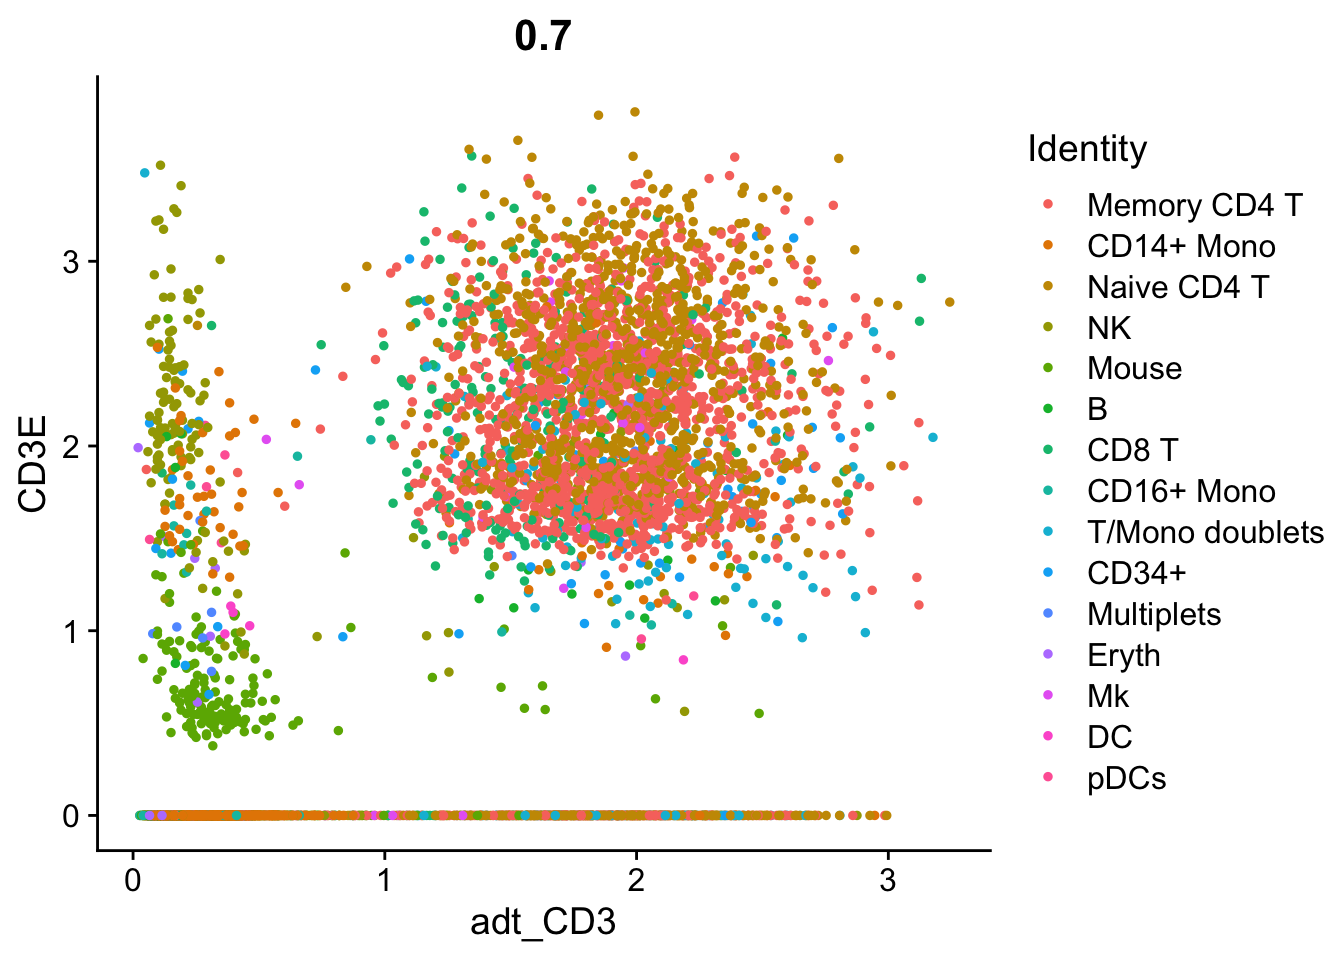 0.7
CD3E
3
2
1
0
0 1 2 3
adt_CD3
Identity
Memory CD4 T
CD14+ Mono
Naive CD4 T
NK
Mouse
B
CD8 T
CD16+ Mono
T/Mono doublets
CD34+
Multiplets
Eryth
Mk
DC
pDCs